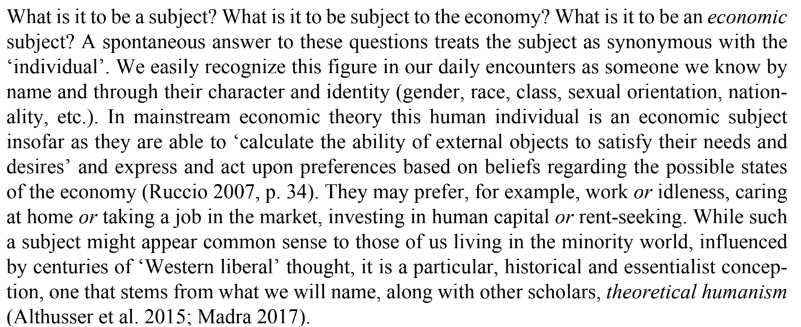 What is it to be a subject? What is it to be subject to the economy? What is it to be an economic
subject? A spontaneous answer to these questions treats the subject as synonymous with the
‘individual’. We easily recognize this figure in our daily encounters as someone we know by
name and through their character and identity (gender, race, class, sexual orientation, nation-
ality, etc.). In mainstream economic theory this human individual is an economic subject
insofar as they are able to ‘calculate the ability of external objects to satisfy their needs and
desires’ and express and act upon preferences based on beliefs regarding the possible states
of the economy (Ruccio 2007, p. 34). They may prefer, for example, work or idleness, caring
at home or taking a job in the market, investing in human capital or rent-seeking. While such
a subject might appear common sense to those of us living in the minority world, influenced
by centuries of ‘Western liberal’ thought, it is a particular, historical and essentialist concep-
tion, one that stems from what we will name, along with other scholars, theoretical humanism
(Althusser et al. 2015; Madra 2017).